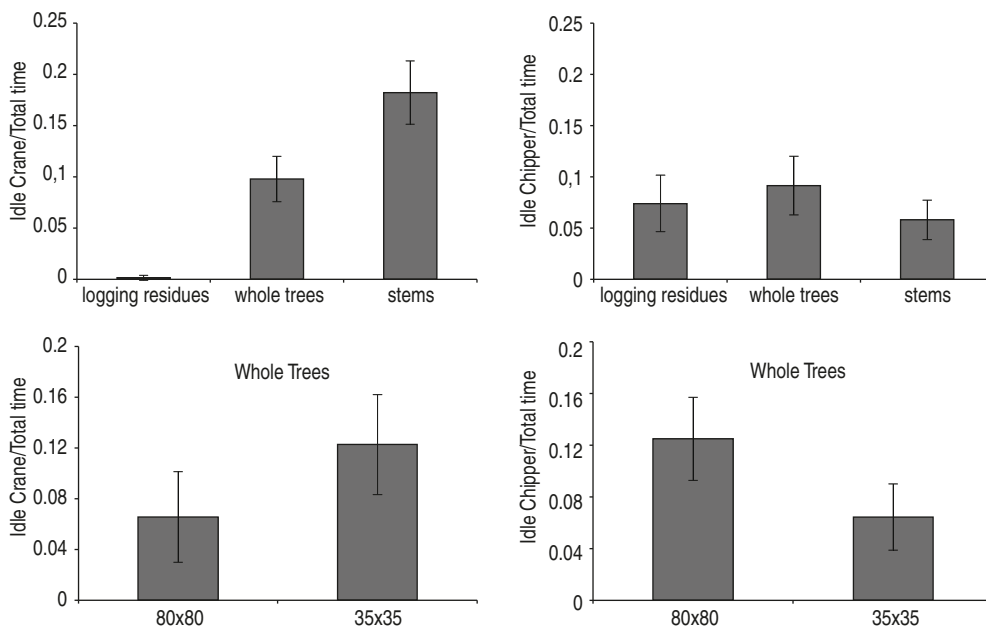 Idle Crane/Total time
0.25
0.2
0.15
0,1
0.05
0
logging residues
whole trees
stems
Idle Chipper/Total time
0.25
0.2
0.15
0,1
0.05
0
logging residues
whole trees
stems
Idle Crane/Total time
0.2
0.16
0.12
0.08
0.04
0
Whole Trees
80x80
35x35
Idle Chipper/Total time
0.2
0.16
0.12
0.08
0.04
0
Whole Trees
80x80
35x35